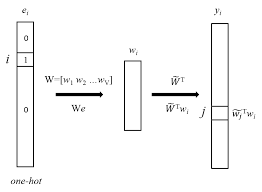 e_i
0
i
1
0
one-hot
W=[w_1 w_2 ...w_V]
We
w_i
W̃^T
W̃^T w_i
y_i
j
w̃_j^T w_i